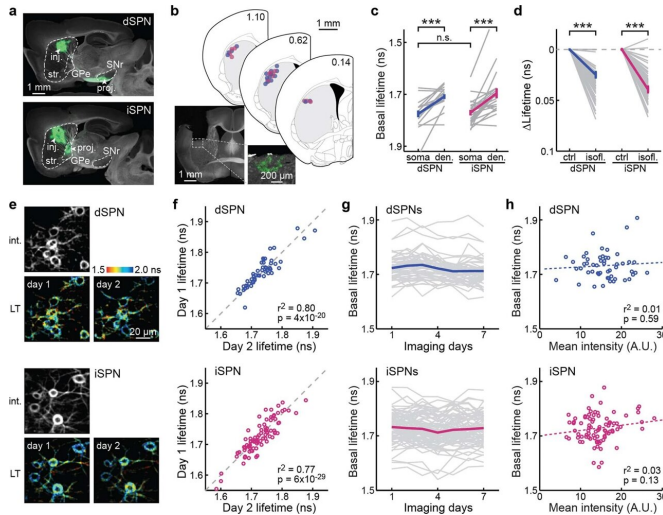 a
dSPN
inj.
SNr
str.
GPe
proj.
1 mm
iSPN
inj.
proj.
SNr
str.
GPe
b
1 mm
1.10
0.62
0.14
1 mm
200 μm
c
***
***
n.s.
Basal lifetime (ns)
1.7
1.8
1.9
soma den. soma den.
dSPN iSPN
d
***
***
ΔLifetime (ns)
0
0.05
0.1
ctrl isofl. ctrl isofl.
dSPN iSPN
e
dSPN
int.
1.5 2.0 ns
day 1
day 2
LT
20 μm
iSPN
int.
day 1
day 2
LT
f
dSPN
Day 1 lifetime (ns)
1.9
1.8
1.7
1.6
r² = 0.80
p = 4x10⁻²⁰
1.6 1.7 1.8 1.9
Day 2 lifetime (ns)
iSPN
Day 1 lifetime (ns)
1.9
1.8
1.7
1.6
r² = 0.77
p = 6x10⁻²⁹
1.6 1.7 1.8 1.9
Day 2 lifetime (ns)
g
dSPNs
Basal lifetime (ns)
1.9
1.7
1.5
1 4 7
Imaging days
iSPNs
Basal lifetime (ns)
1.9
1.7
1.5
1 4 7
Imaging days
h
dSPN
Basal lifetime (ns)
1.9
1.7
1.5
r² = 0.01
p = 0.59
0 10 20 30
Mean intensity (A.U.)
iSPN
Basal lifetime (ns)
1.9
1.7
1.5
r² = 0.03
p = 0.13
0 10 20 30
Mean intensity (A.U.)